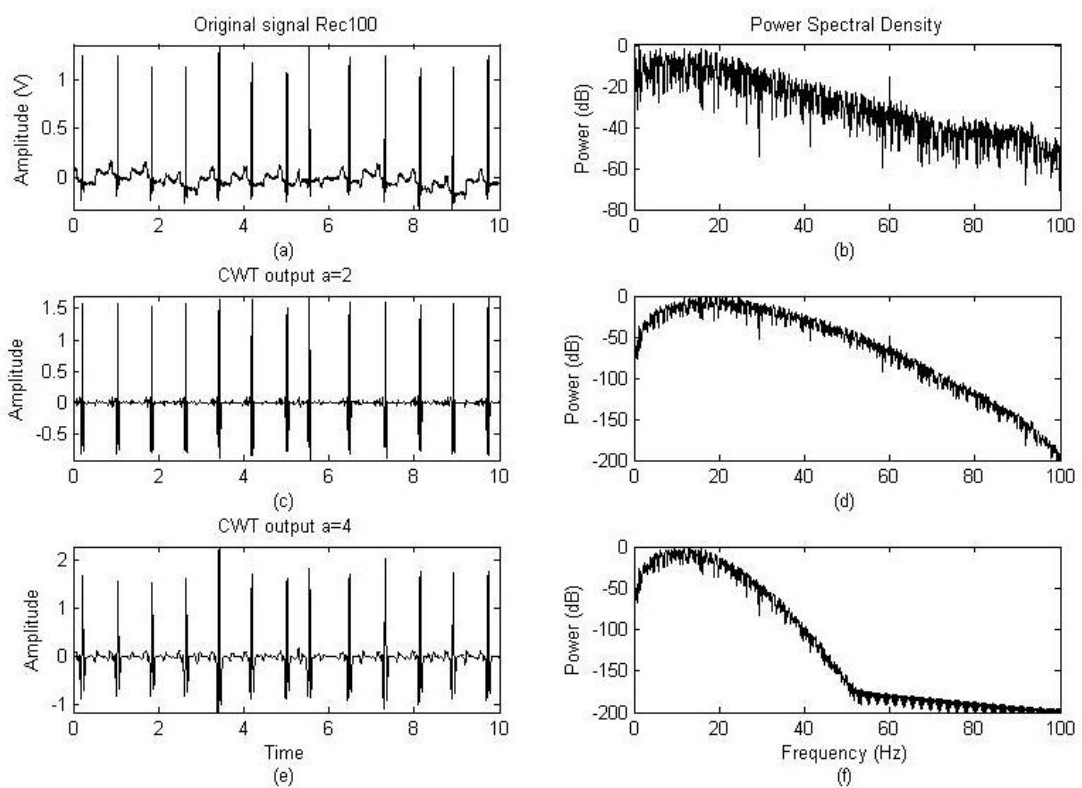 Original signal Rec100
Amplitude (V)
1
0.5
0
0 2 4 6 8 10
(a)
Power Spectral Density
Power (dB)
0
-20
-40
-60
-80
0 20 40 60 80 100
(b)
CWT output a=2
Amplitude
1.5
1
0.5
0
-0.5
0 2 4 6 8 10
(c)
Power (dB)
0
-50
-100
-150
-200
0 20 40 60 80 100
(d)
CWT output a=4
Amplitude
2
1
0
-1
0 2 4 6 8 10
Time
(e)
Power (dB)
0
-50
-100
-150
-200
0 20 40 60 80 100
Frequency (Hz)
(f)